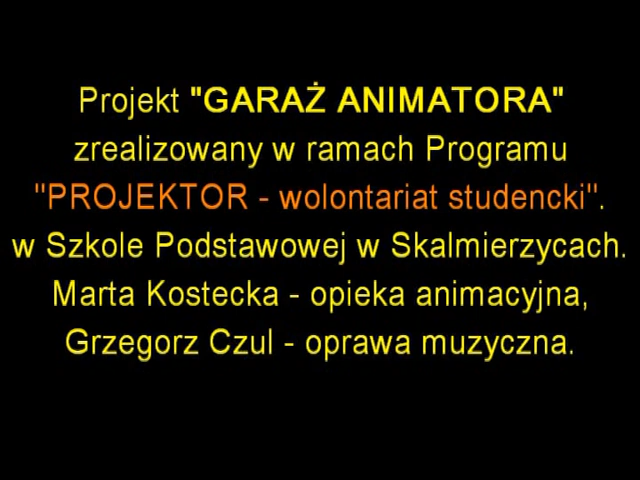 Projekt "GARAŻ ANIMATORA"
zrealizowany w ramach Programu
"PROJEKTOR - wolontariat studencki".
w Szkole Podstawowej w Skalmierzycach.
Marta Kostecka - opieka animacyjna,
Grzegorz Czul - oprawa muzyczna.